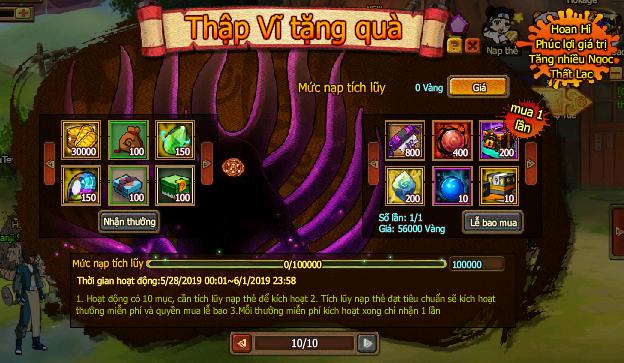 Thập Vĩ tặng quà
Nạp thẻ
Hoan Hỉ
Phúc lợi giá trị
Tăng nhiều Ngọc
Thất Lạc
Mức nạp tích lũy
0 Vàng
Giá
mua 1
lần
30000
100
150
150
100
100
800
400
200
200
10
10
Nhận thưởng
Số lần: 1/1
Giá: 56000 Vàng
Lễ bao mua
Mức nạp tích lũy
0/100000
100000
Thời gian hoạt động:5/28/2019 00:01~6/1/2019 23:58
1. Hoạt động có 10 mục, cần tích lũy nạp thẻ để kích hoạt 2. Tích lũy nạp thẻ đạt tiêu chuẩn sẽ kích hoạt
thưởng miễn phí và quyền mua lễ bao 3.Mỗi thưởng miễn phí kích hoạt xong chỉ nhận 1 lần
10/10